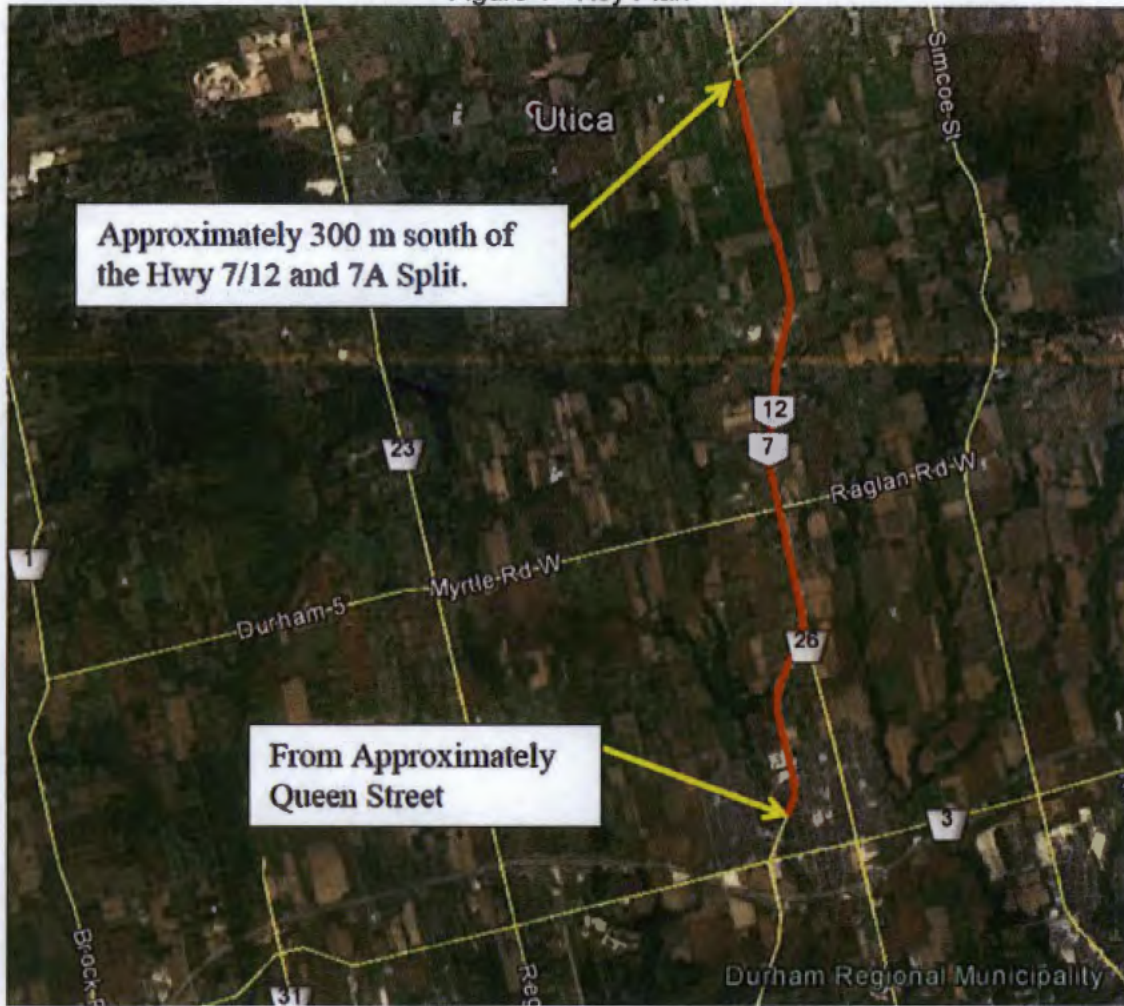 Simcoe-St
Utica
Approximately 300 m south of
the Hwy 7/12 and 7A Split.
12
7
23
Raglan-Rd-W
1
Myrtle-Rd-W
Durham-5
26
From Approximately
Queen Street
3
Brock
Reg
31
Durham Regional Municipality